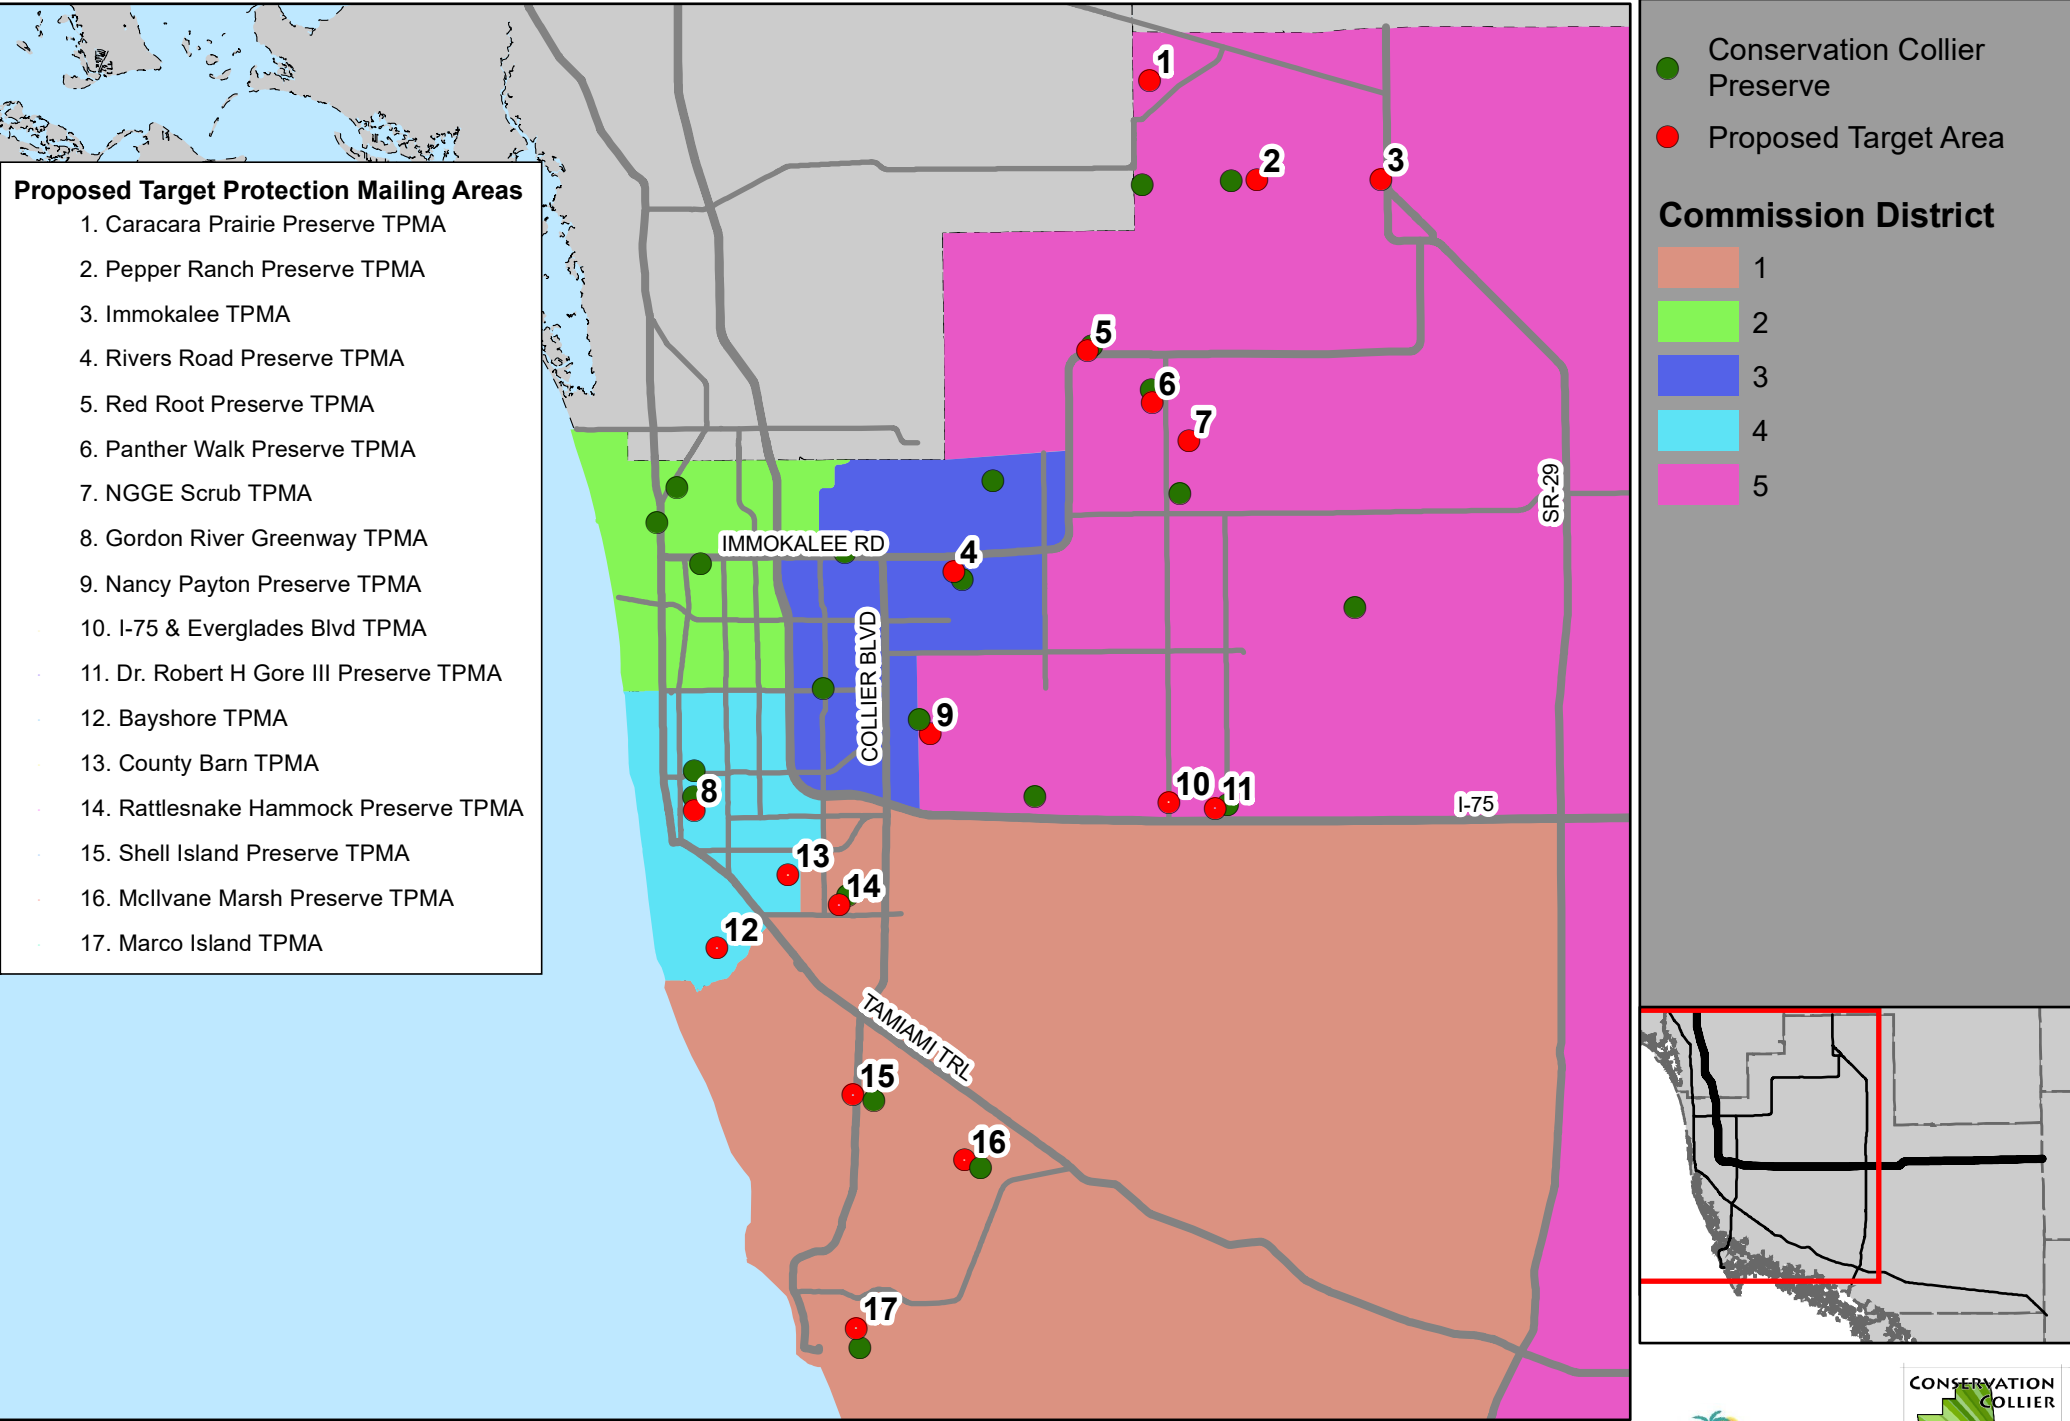 Proposed Target Protection Mailing Areas
1. Caracara Prairie Preserve TPMA
2. Pepper Ranch Preserve TPMA
3. Immokalee TPMA
4. Rivers Road Preserve TPMA
5. Red Root Preserve TPMA
6. Panther Walk Preserve TPMA
7. NGGE Scrub TPMA
8. Gordon River Greenway TPMA
9. Nancy Payton Preserve TPMA
10. I-75 & Everglades Blvd TPMA
11. Dr. Robert H Gore III Preserve TPMA
12. Bayshore TPMA
13. County Barn TPMA
14. Rattlesnake Hammock Preserve TPMA
15. Shell Island Preserve TPMA
16. McIlvane Marsh Preserve TPMA
17. Marco Island TPMA
1
2
3
5
6
7
SR-29
IMMOKALEE RD
4
COLLIER BLVD
9
8
10
11
I-75
13
14
12
TAMIAMI TRL
15
16
17
Conservation Collier
Preserve
Proposed Target Area
Commission District
1
2
3
4
5
CONSERVATION
COLLIER